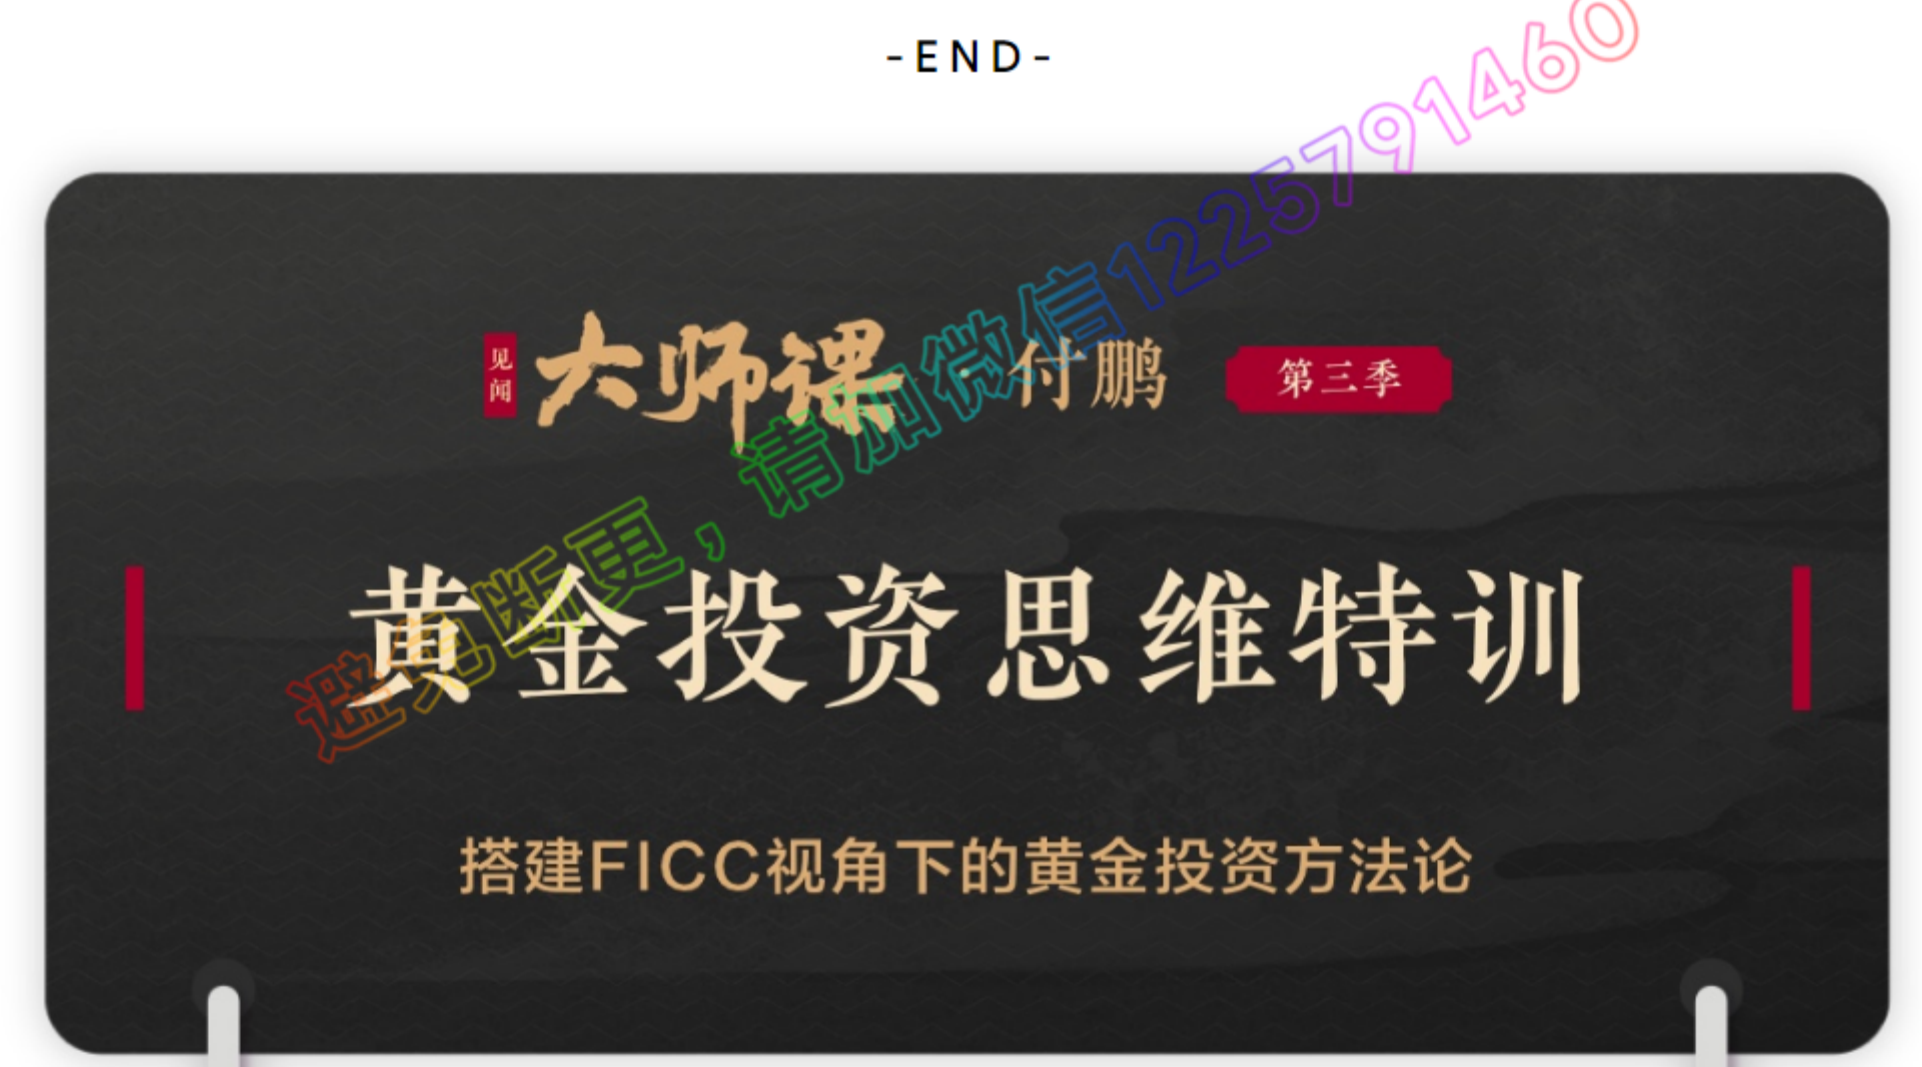 -END-
见闻 大师课·付鹏 第三季
黄金投资思维特训
搭建FICC视角下的黄金投资方法论
避免断更，请加微信1225791460